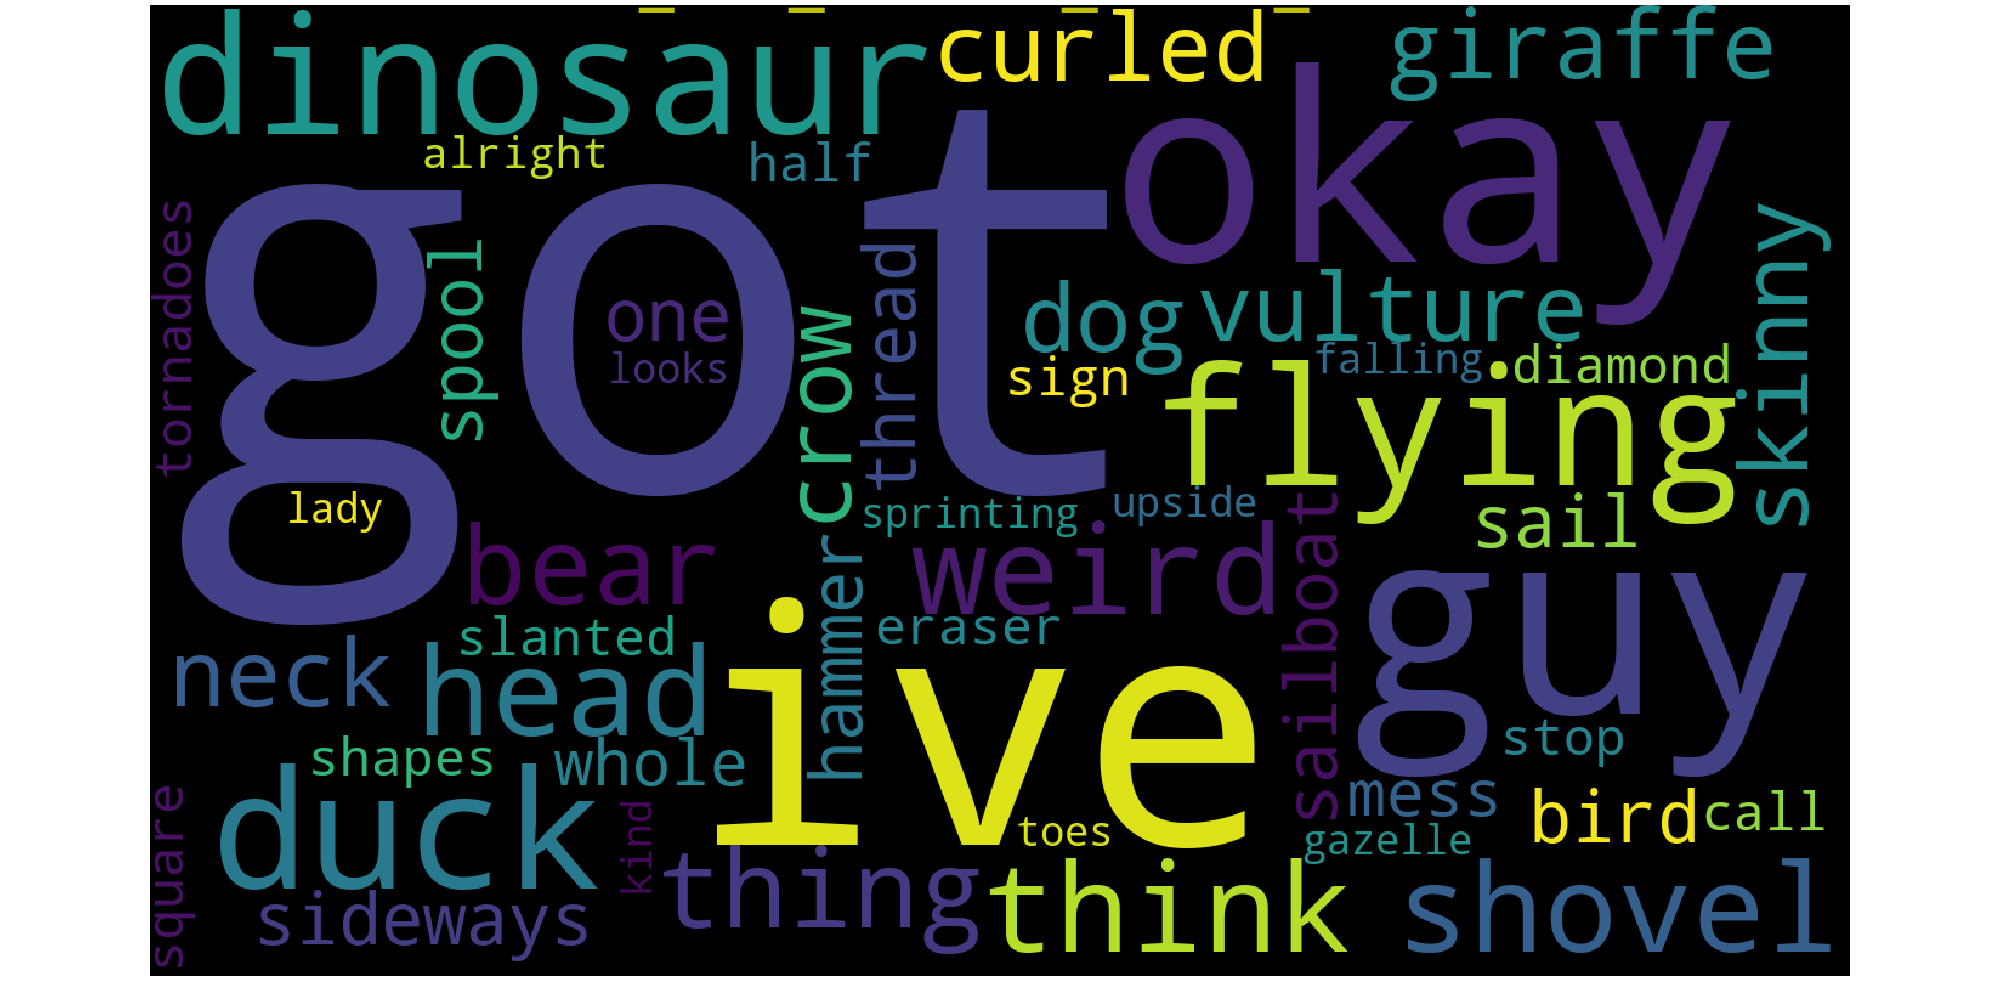 dinosaur
curled
giraffe
alright
half
got
okay
tornadoes
spool
one
looks
crow
thread
dog
vulture
skinny
sign
falling
diamond
flying
lady
sprinting
upside
sail
bear
hammer
weird
sailboat
guy
slanted
eraser
neck
head
ive
shapes
whole
stop
duck
mess
bird
call
square
kind
toes
gazelle
sideways
thing
think
shovel